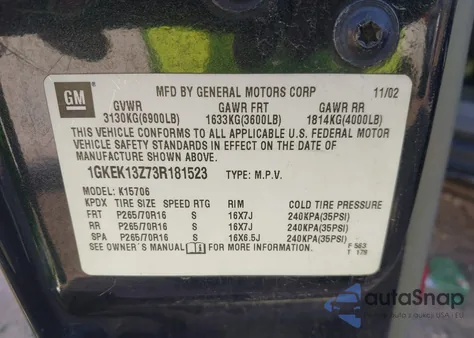 GM
MFD BY GENERAL MOTORS CORP 11/02
GVWR GAWR FRT GAWR RR
3130KG(6900LB) 1633KG(3600LB) 1814KG(4000LB)
THIS VEHICLE CONFORMS TO ALL APPLICABLE U.S. FEDERAL MOTOR
VEHICLE SAFETY STANDARDS IN EFFECT ON THE DATE OF
MANUFACTURE SHOWN ABOVE.
1GKEK13Z73R181523 TYPE: M.P.V.
MODEL: K15706
KPDX TIRE SIZE SPEED RTG RIM COLD TIRE PRESSURE
FRT P265/70R16 S 16X7J 240KPA(35PSI)
RR P265/70R16 S 16X7J 240KPA(35PSI)
SPA P265/70R16 S 16X6.5J 240KPA(35PSI)
SEE OWNER'S MANUAL FOR MORE INFORMATION.
F 563
T 179
autaSnap